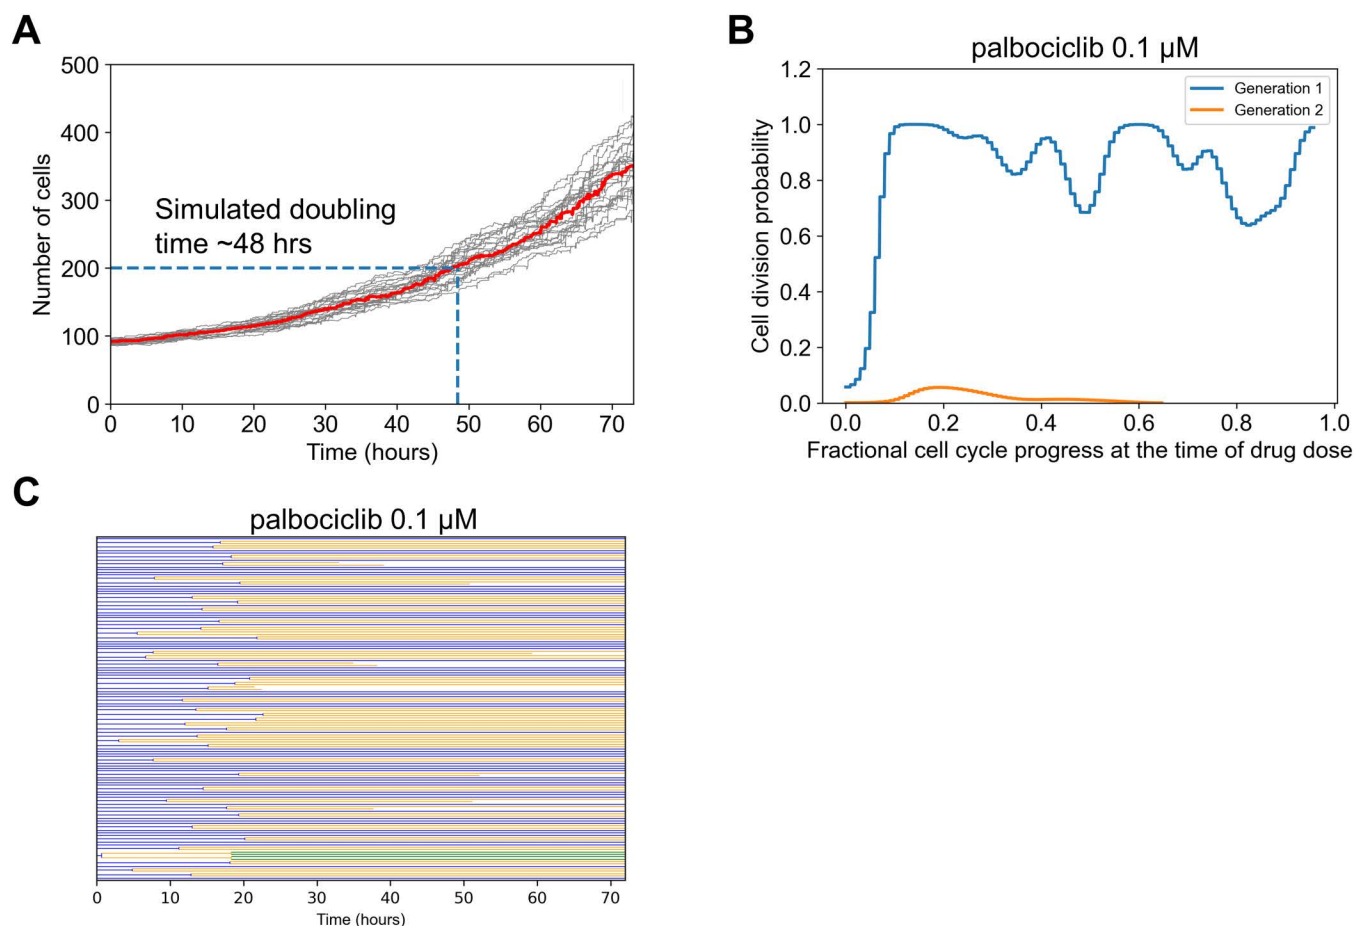 A
500
400
300
200
100
0
Number of cells
Simulated doubling
time ~48 hrs
0 10 20 30 40 50 60 70
Time (hours)
B
palbociclib 0.1 µM
1.2
1.0
0.8
0.6
0.4
0.2
0.0
Cell division probability
Generation 1
Generation 2
0.0 0.2 0.4 0.6 0.8 1.0
Fractional cell cycle progress at the time of drug dose
C
palbociclib 0.1 µM
0 10 20 30 40 50 60 70
Time (hours)